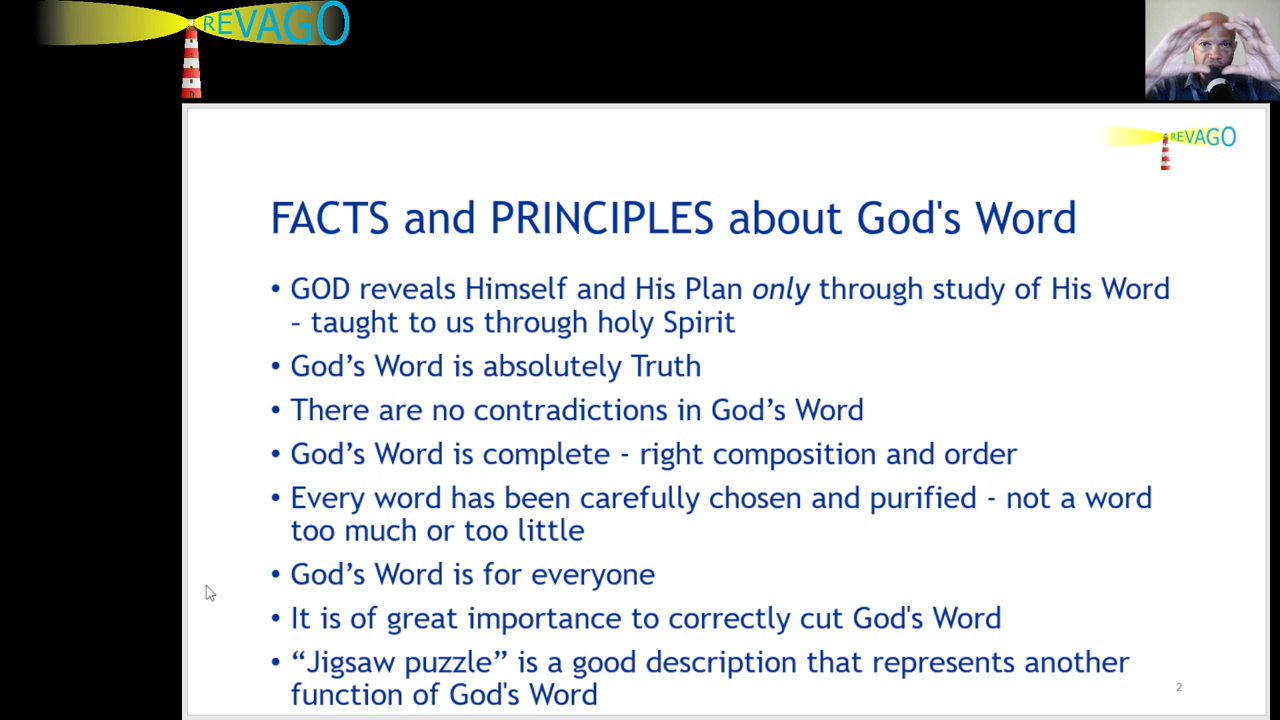 REVAGO
REVAGO
FACTS and PRINCIPLES about God's Word
• GOD reveals Himself and His Plan only through study of His Word
– taught to us through holy Spirit
• God’s Word is absolutely Truth
• There are no contradictions in God’s Word
• God’s Word is complete - right composition and order
• Every word has been carefully chosen and purified - not a word
too much or too little
• God’s Word is for everyone
• It is of great importance to correctly cut God's Word
• “Jigsaw puzzle” is a good description that represents another
function of God's Word
2